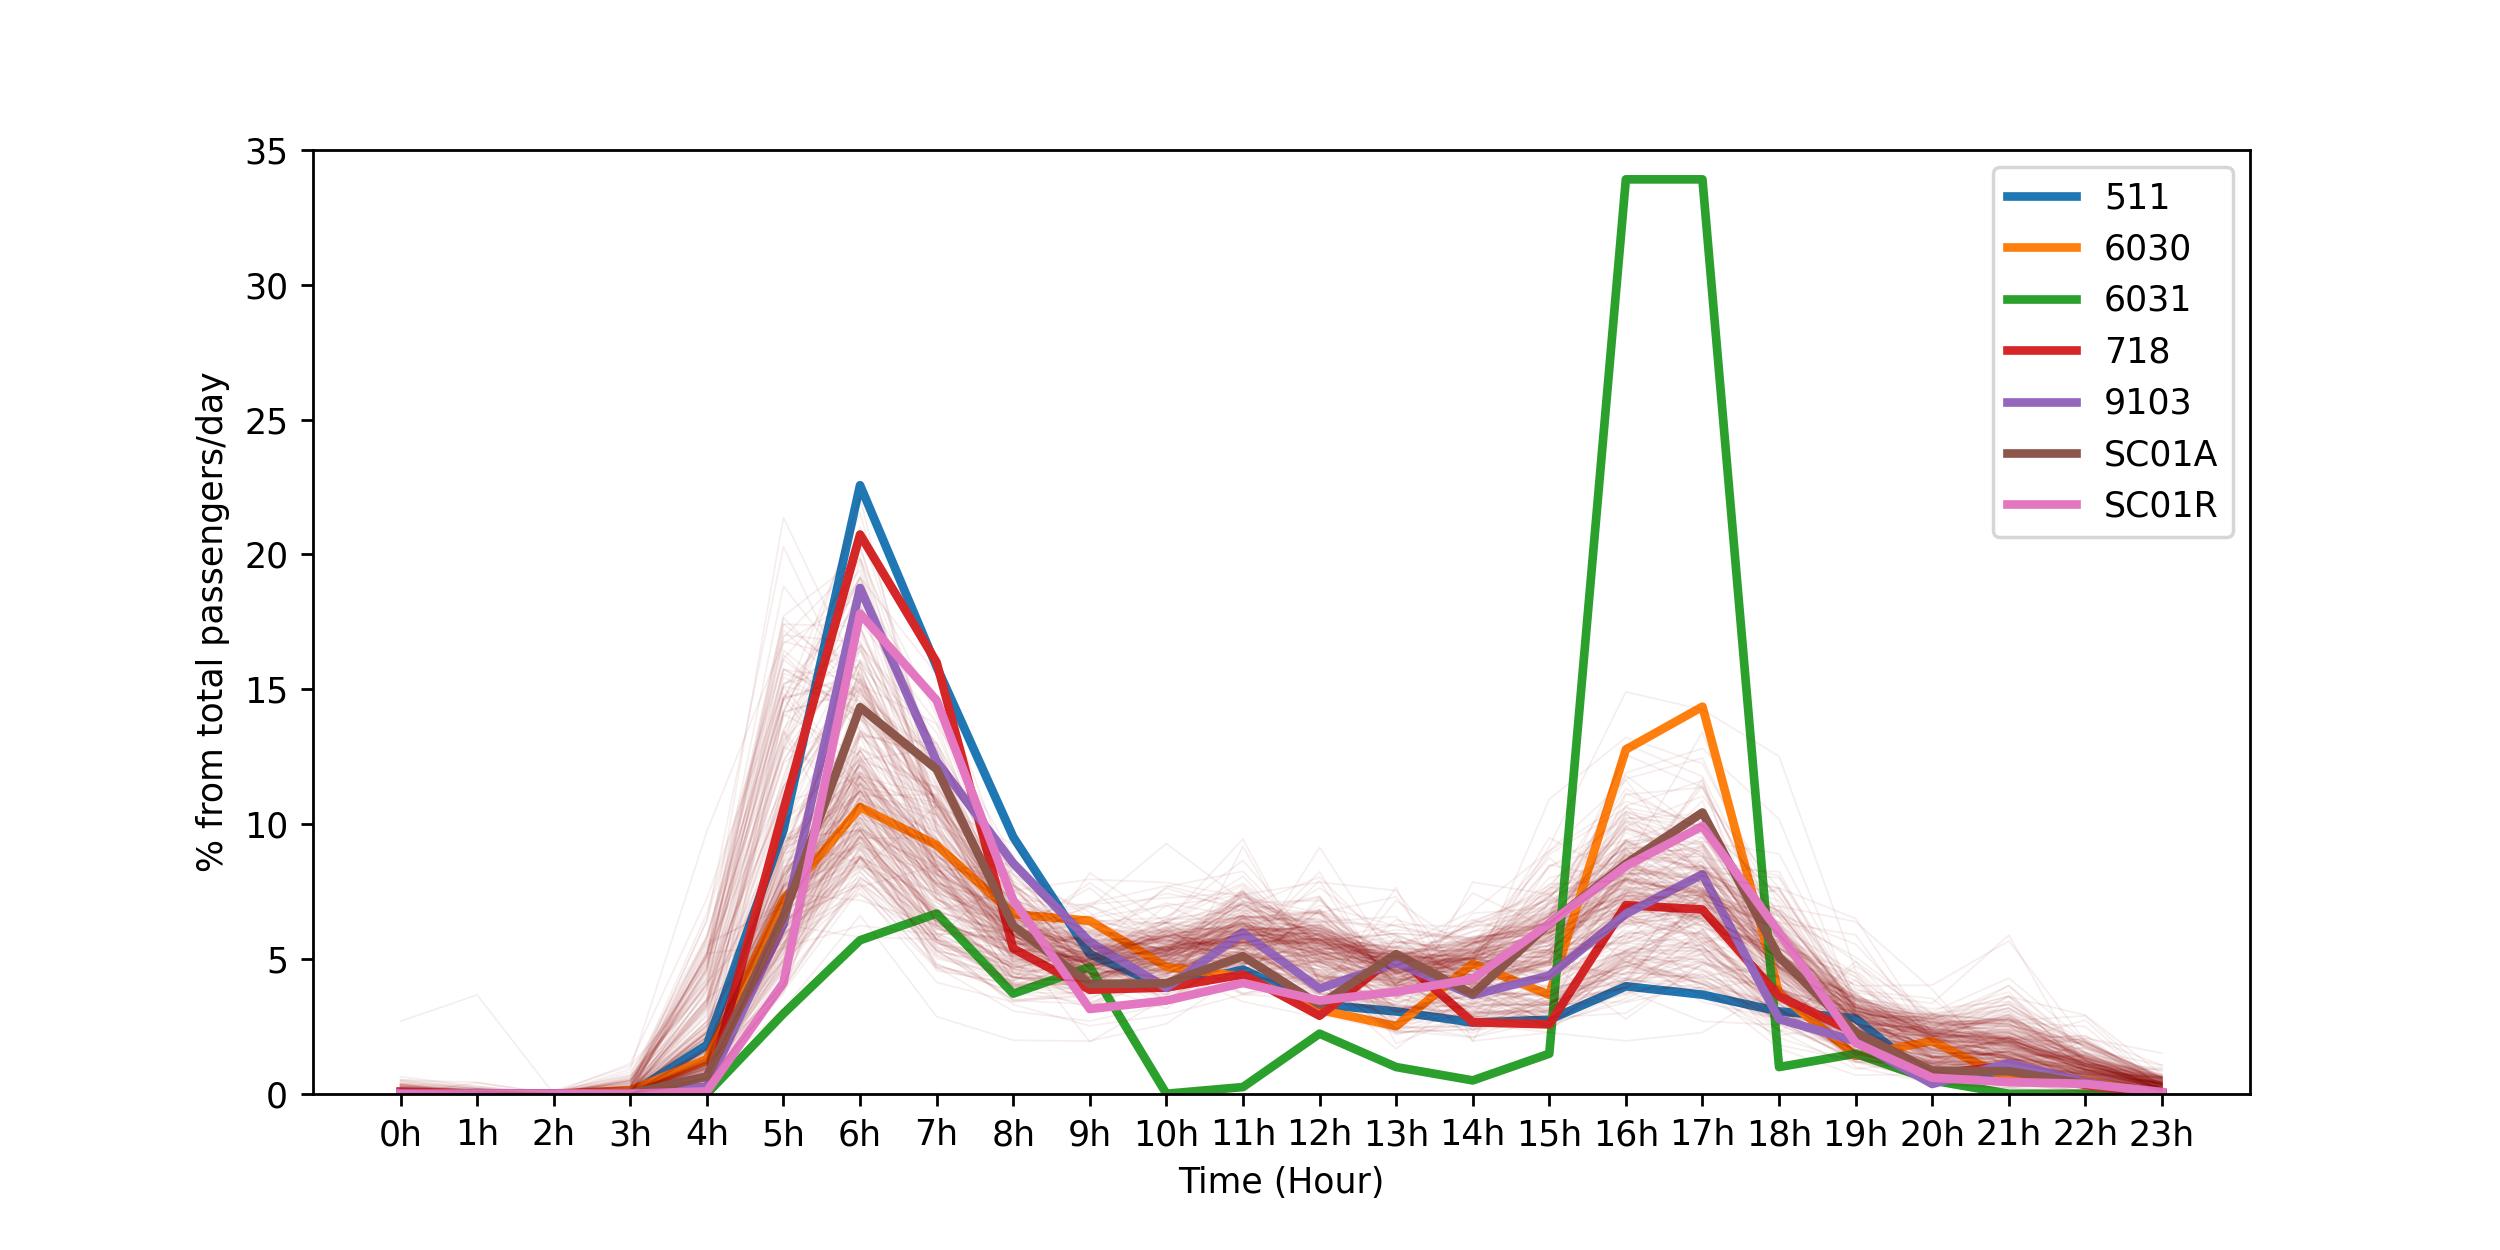 35
30
25
20
15
10
5
0
% from total passengers/day
511
6030
6031
718
9103
SC01A
SC01R
0h 1h 2h 3h 4h 5h 6h 7h 8h 9h 10h 11h 12h 13h 14h 15h 16h 17h 18h 19h 20h 21h 22h 23h
Time (Hour)